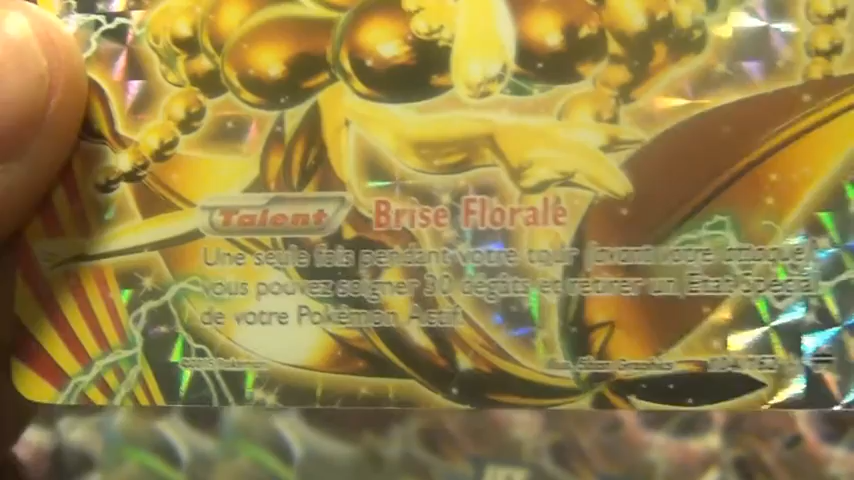 Talent Brise Florale
Une seule fois pendant votre tour (avant votre attaque),
vous pouvez soigner 30 dégâts et retirer un État Spécial
de votre Pokémon Actif.